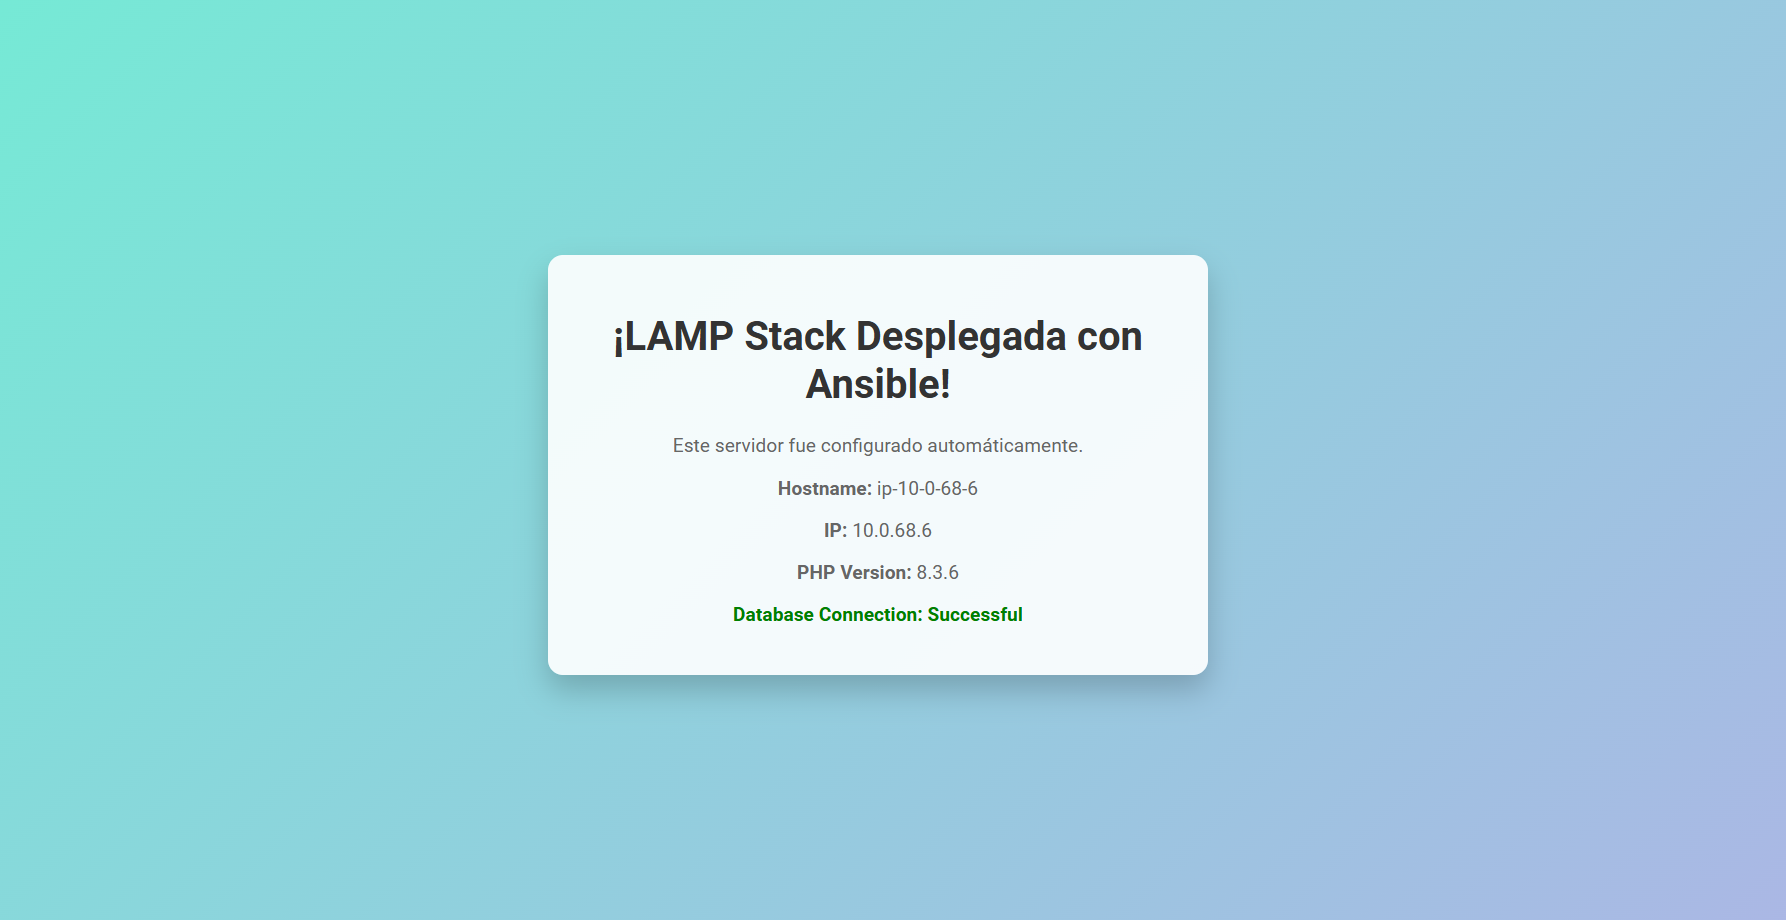 ¡LAMP Stack Desplegada con
Ansible!
Este servidor fue configurado automáticamente.
Hostname: ip-10-0-68-6
IP: 10.0.68.6
PHP Version: 8.3.6
Database Connection: Successful